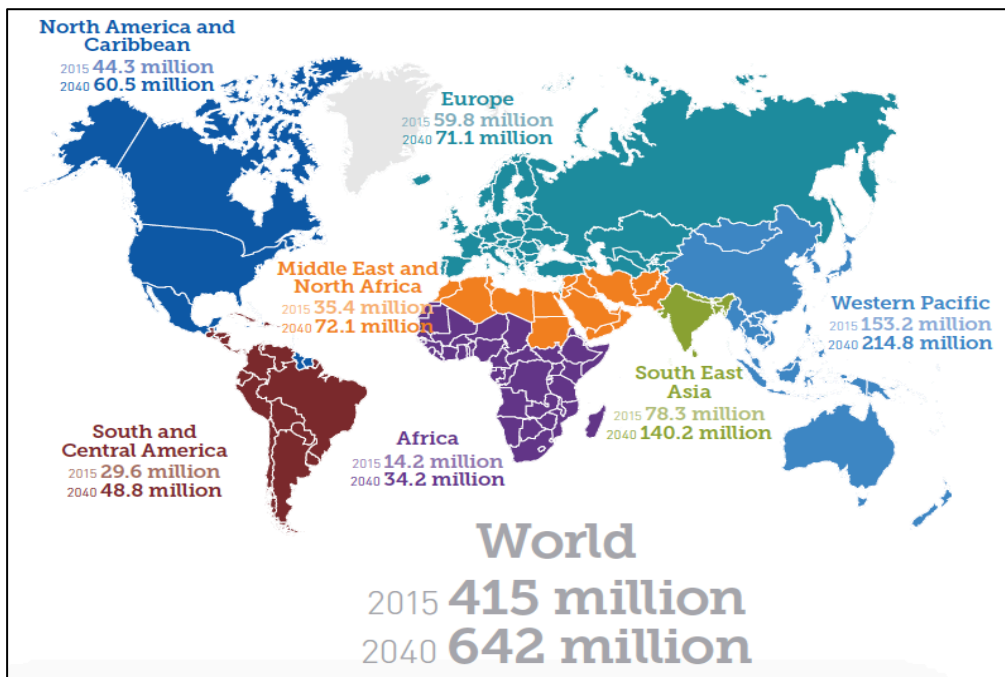 North America and
Caribbean
2015 44.3 million
2040 60.5 million
Europe
2015 59.8 million
2040 71.1 million
Middle East and
North Africa
2015 35.4 million
2040 72.1 million
Western Pacific
2015 153.2 million
2040 214.8 million
South East
Asia
2015 78.3 million
2040 140.2 million
South and
Central America
2015 29.6 million
2040 48.8 million
Africa
2015 14.2 million
2040 34.2 million
World
2015 415 million
2040 642 million